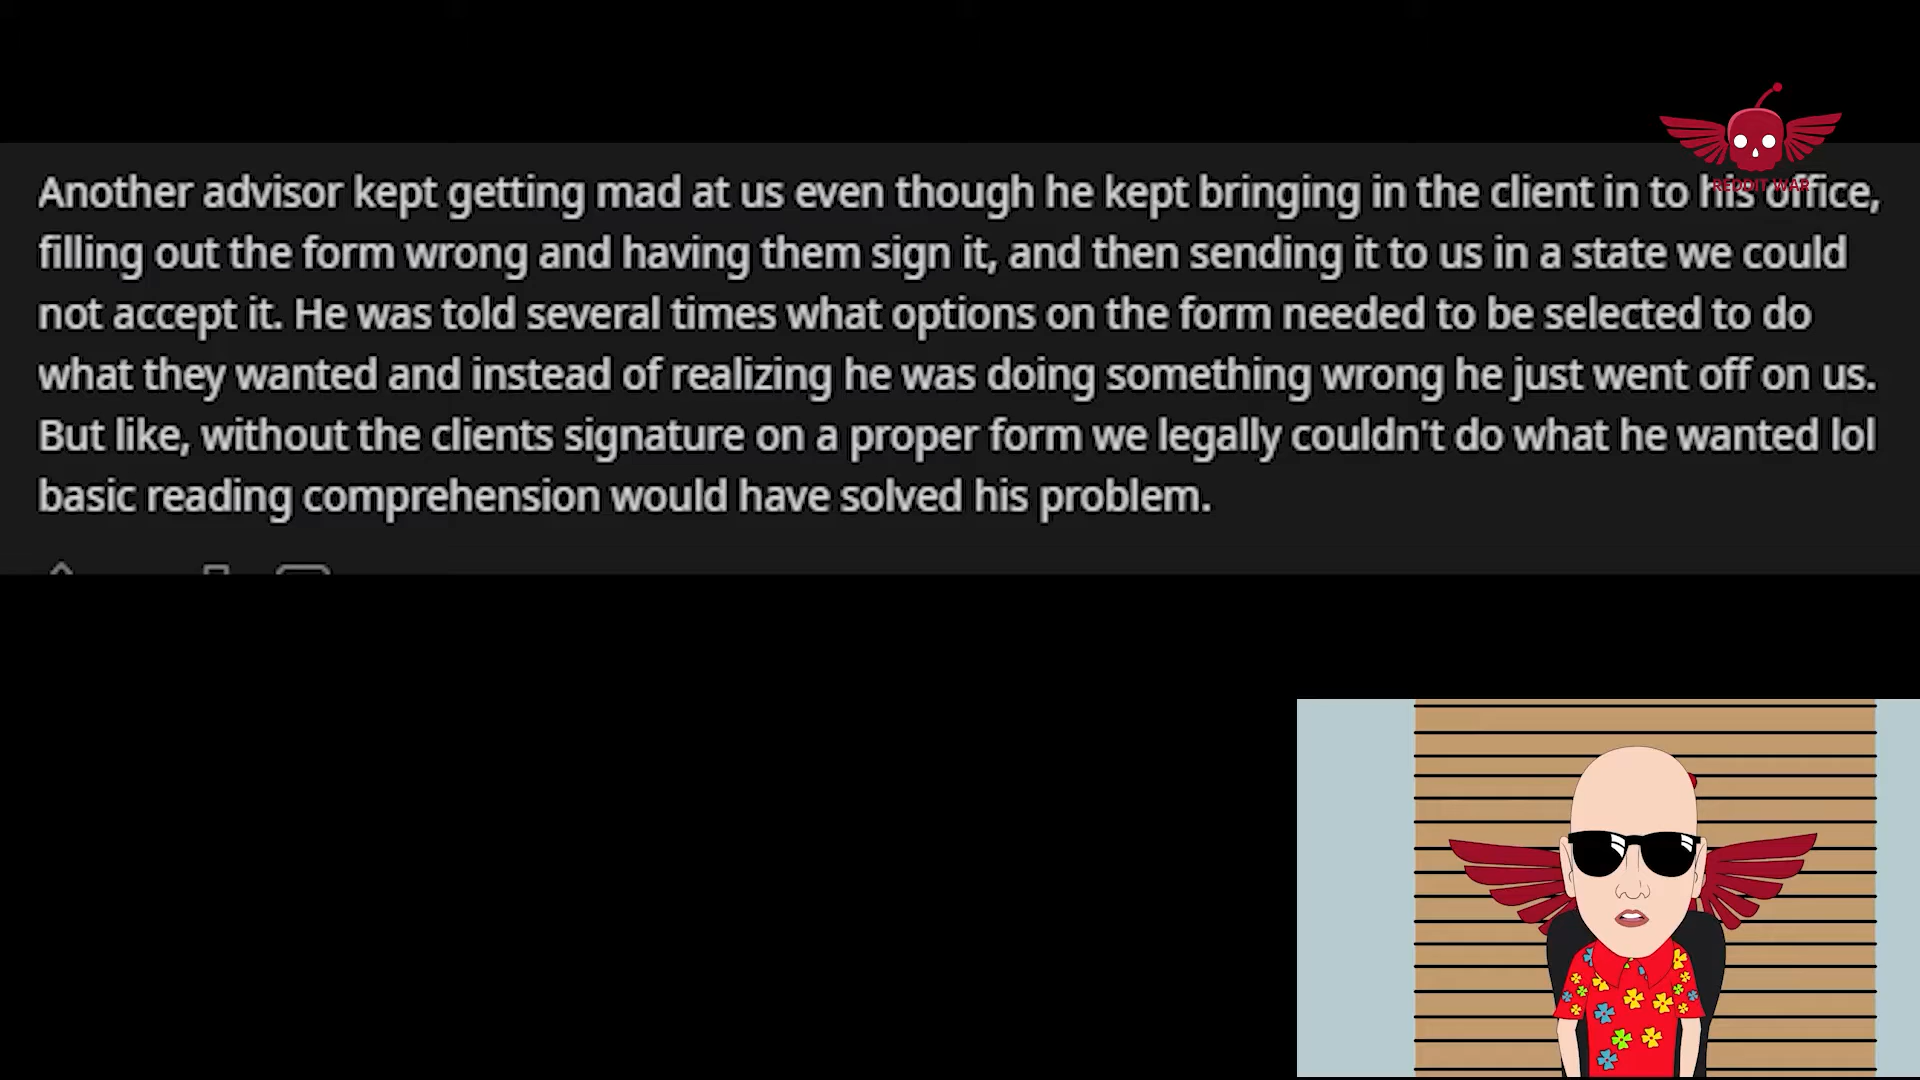 REDDIT WAR
Another advisor kept getting mad at us even though he kept bringing in the client in to his office,
filling out the form wrong and having them sign it, and then sending it to us in a state we could
not accept it. He was told several times what options on the form needed to be selected to do
what they wanted and instead of realizing he was doing something wrong he just went off on us.
But like, without the clients signature on a proper form we legally couldn't do what he wanted lol
basic reading comprehension would have solved his problem.